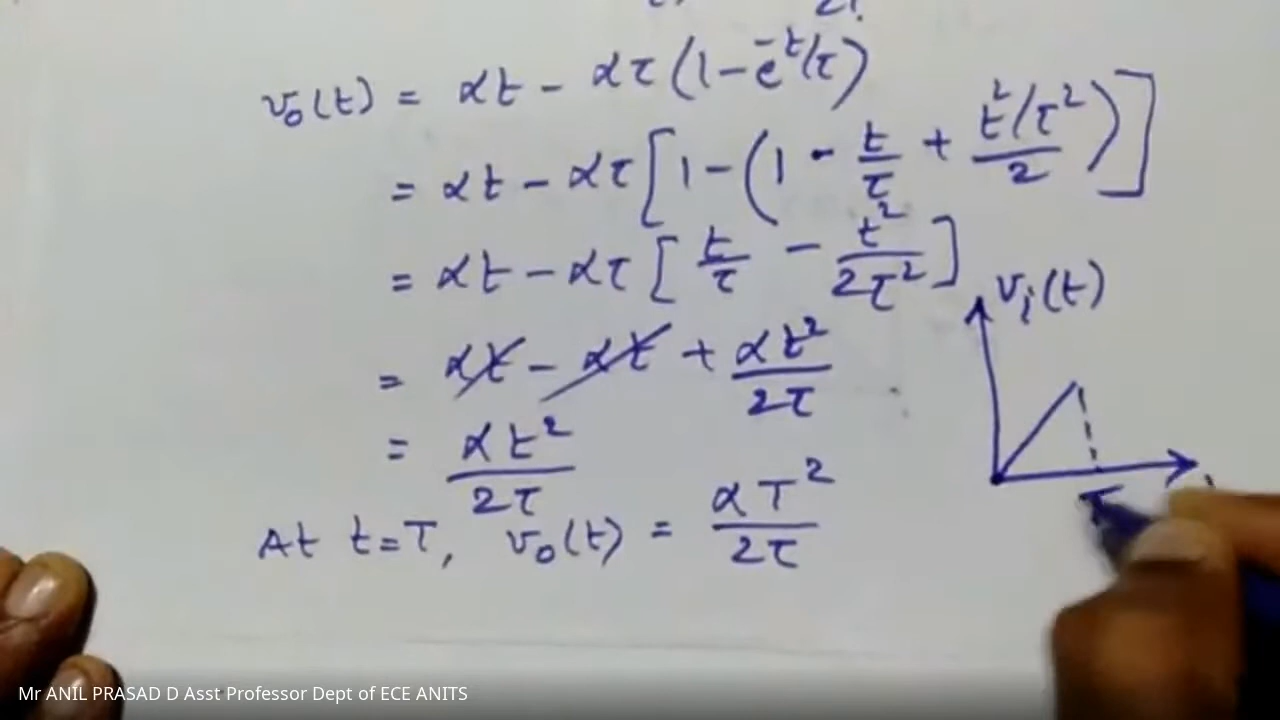 v₀(t) = αt - ατ(1-e^-t/τ)
= αt - ατ[1-(1 - t/τ + t²/τ²/2)]
= αt - ατ[t/τ - t²/2τ²]
= αt - αt + αt²/2τ
= αt²/2τ
At t=T, v₀(t) = αT²/2τ
vᵢ(t)
T
Mr ANIL PRASAD D Asst Professor Dept of ECE ANITS